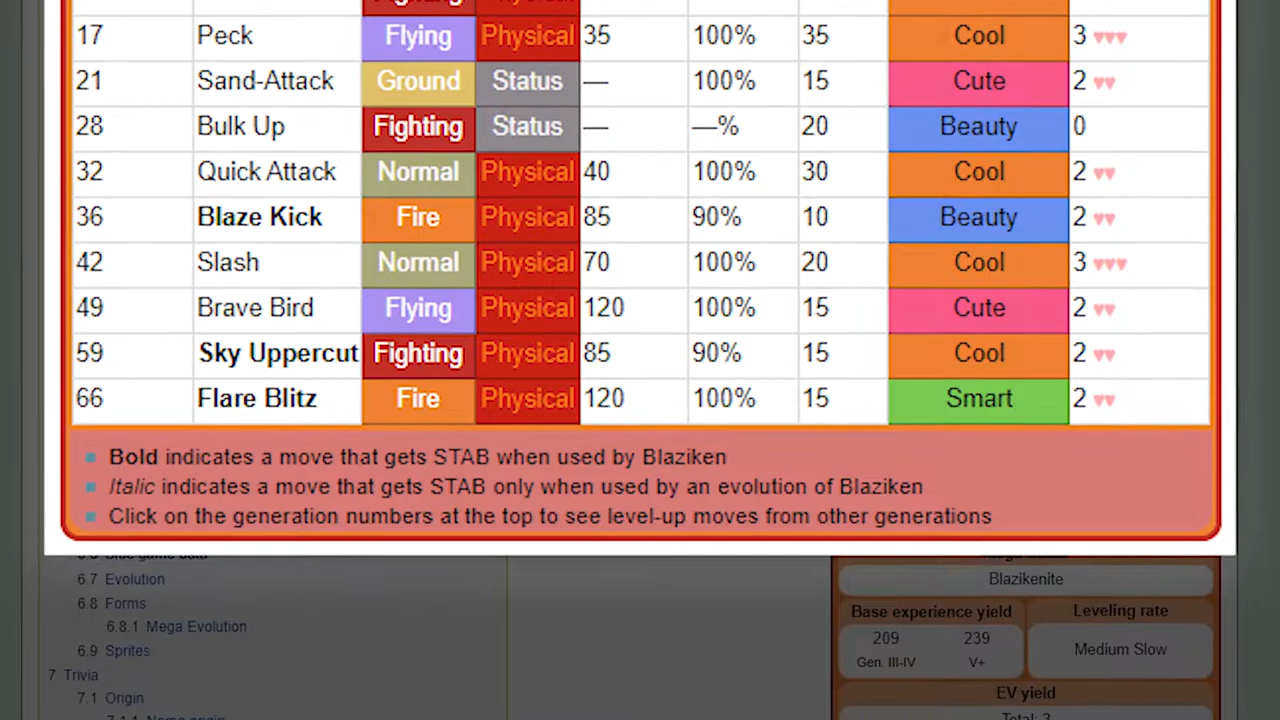 17 Peck Flying Physical 35 100% 35 Cool 3 ♥♥♥
21 Sand-Attack Ground Status — 100% 15 Cute 2 ♥♥
28 Bulk Up Fighting Status — —% 20 Beauty 0
32 Quick Attack Normal Physical 40 100% 30 Cool 2 ♥♥
36 Blaze Kick Fire Physical 85 90% 10 Beauty 2 ♥♥
42 Slash Normal Physical 70 100% 20 Cool 3 ♥♥♥
49 Brave Bird Flying Physical 120 100% 15 Cute 2 ♥♥
59 Sky Uppercut Fighting Physical 85 90% 15 Cool 2 ♥♥
66 Flare Blitz Fire Physical 120 100% 15 Smart 2 ♥♥
Bold indicates a move that gets STAB when used by Blaziken
Italic indicates a move that gets STAB only when used by an evolution of Blaziken
Click on the generation numbers at the top to see level-up moves from other generations
6.7 Evolution
6.8 Forms
6.8.1 Mega Evolution
6.9 Sprites
7 Trivia
7.1 Origin
Blazikenite
Base experience yield Leveling rate
209 239
Gen. III-IV V+
Medium Slow
EV yield
Total: 3